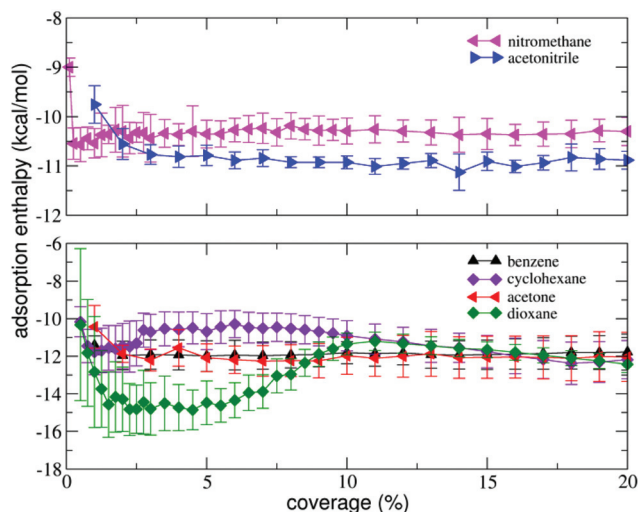 -8
-9
-10
-11
-12
nitromethane
acetonitrile
adsorption enthalpy (kcal/mol)
-6
-8
-10
-12
-14
-16
-18
benzene
cyclohexane
acetone
dioxane
0 5 10 15 20
coverage (%)